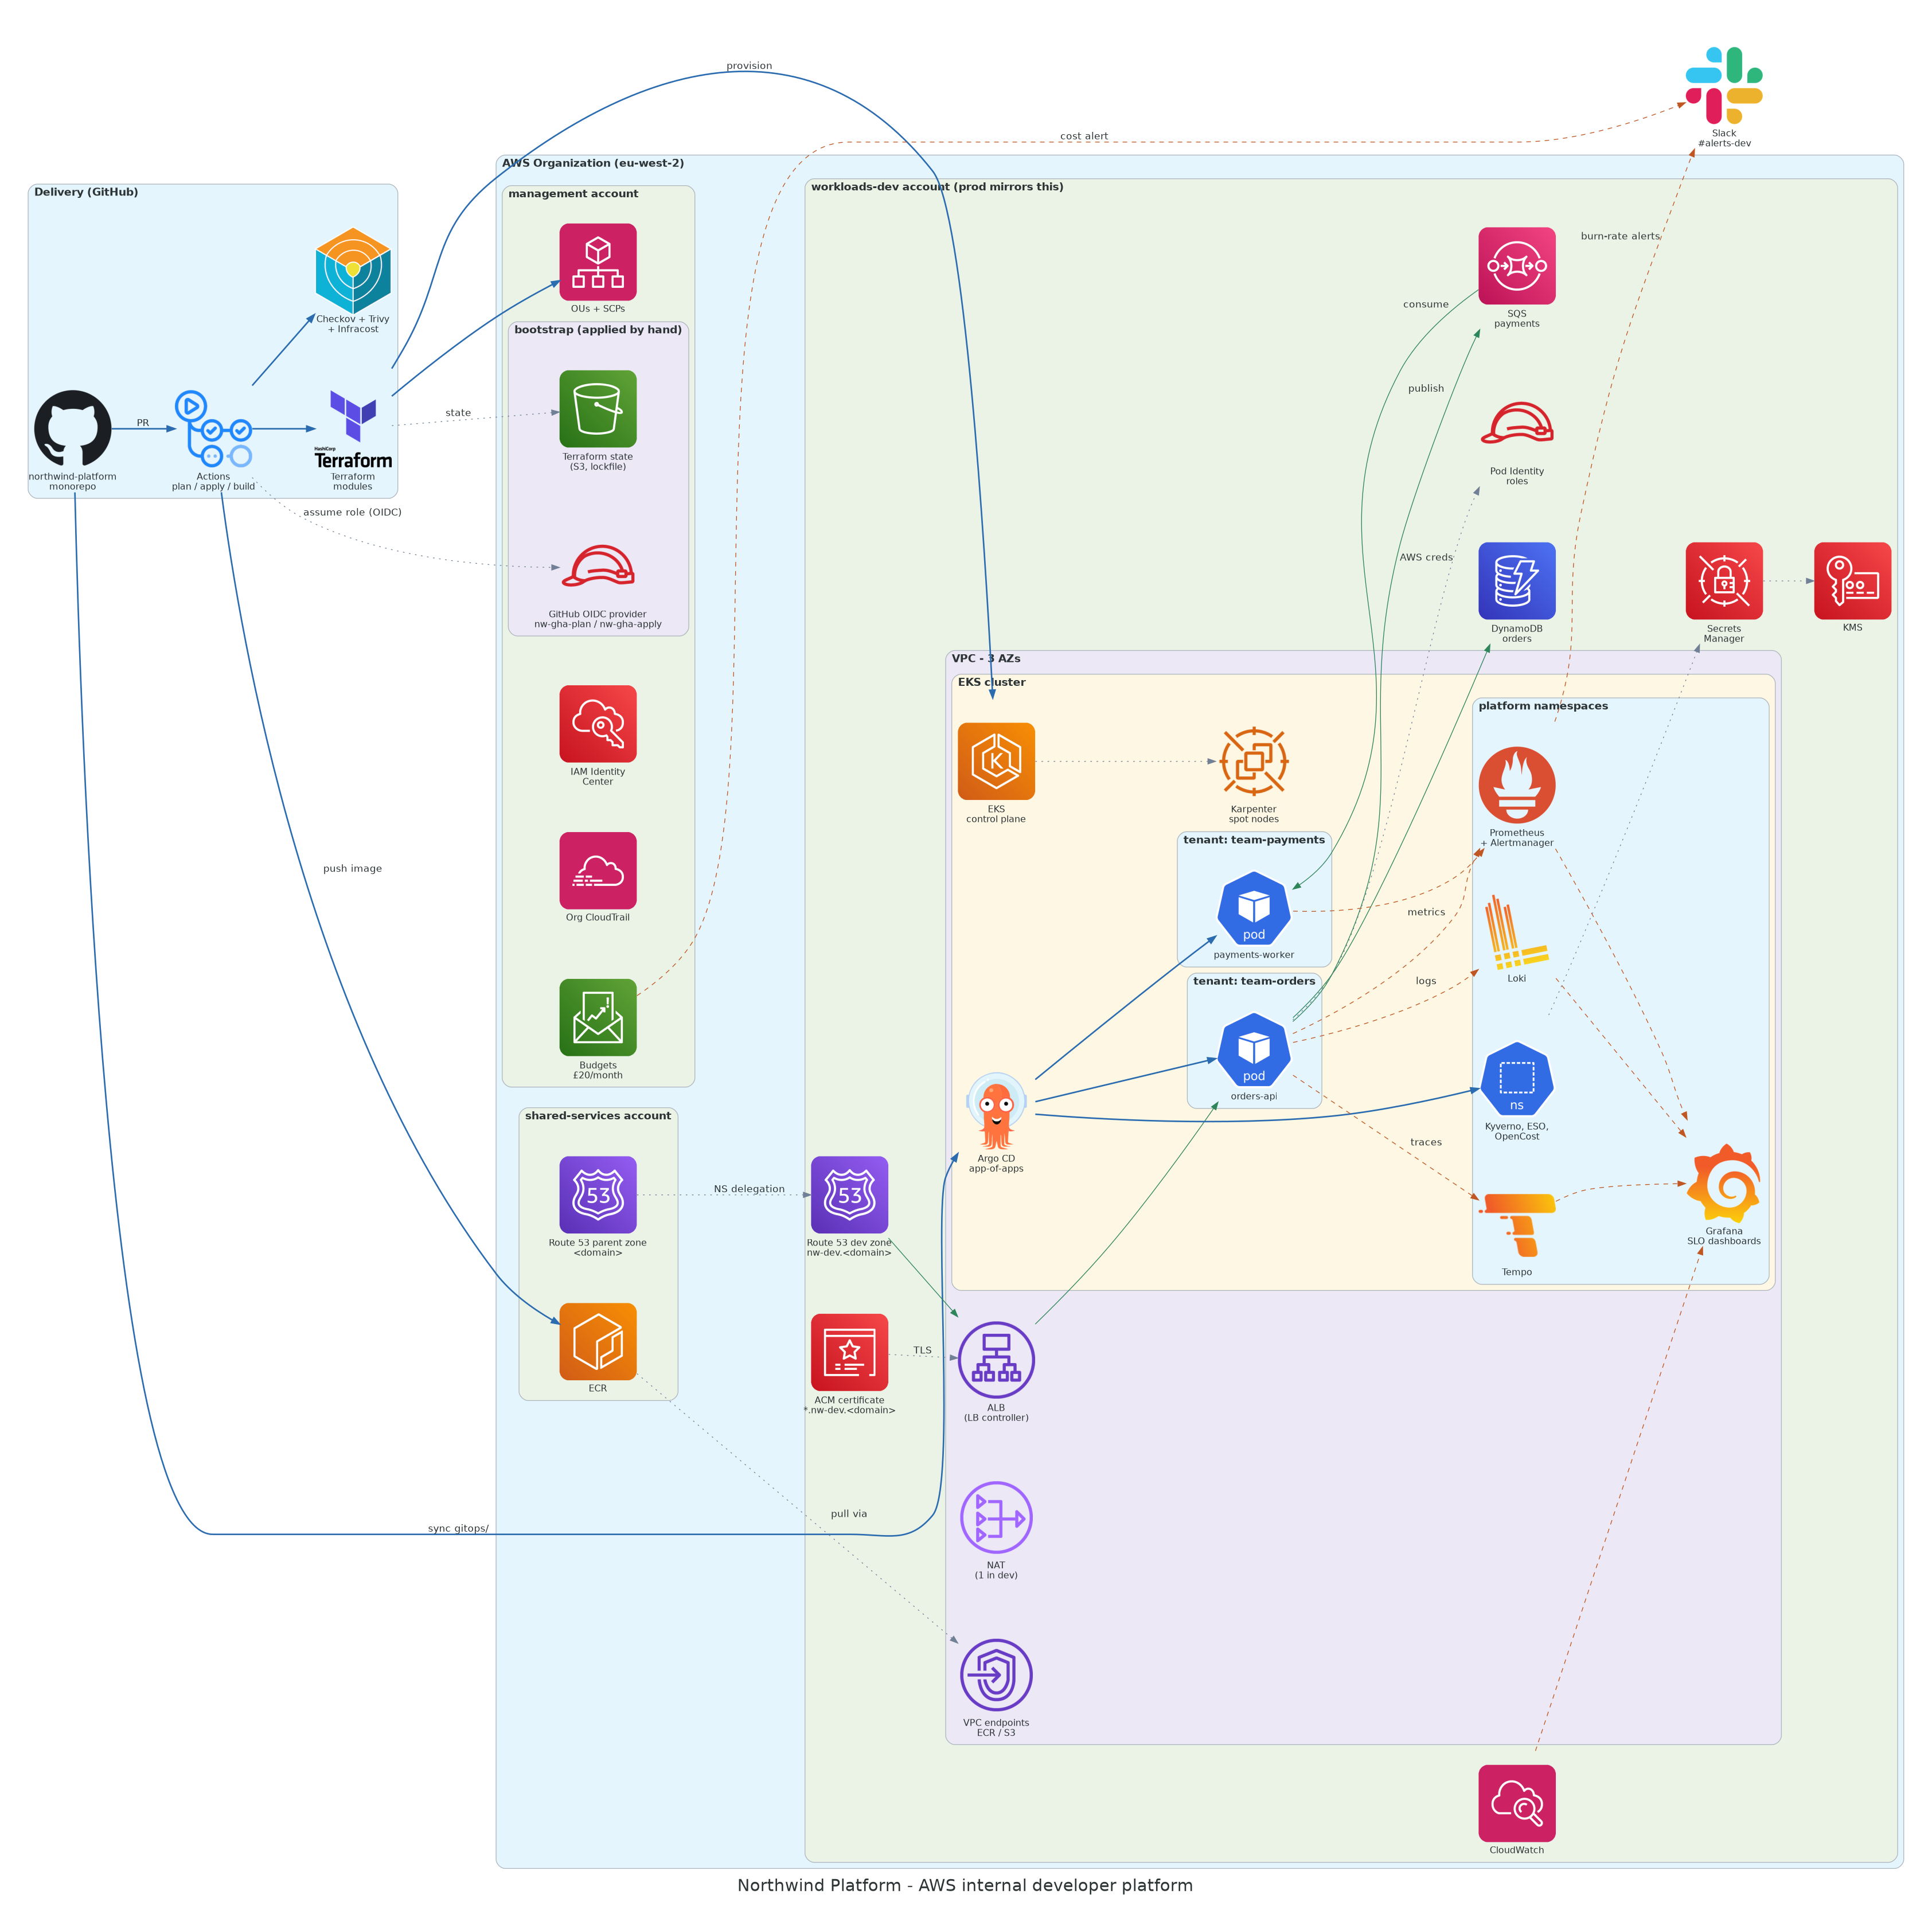 provision
Slack
#alerts-dev
cost alert
AWS Organization (eu-west-2)
Delivery (GitHub)
management account
workloads-dev account (prod mirrors this)
Checkov + Trivy
+ Infracost
OUs + SCPs
burn-rate alerts
consume
SQS
payments
bootstrap (applied by hand)
publish
PR
state
HashiCorp
Terraform
northwind-platform
monorepo
Actions
plan / apply / build
Terraform
modules
Terraform state
(S3, lockfile)
Pod Identity
roles
assume role (OIDC)
AWS creds
GitHub OIDC provider
nw-gha-plan / nw-gha-apply
DynamoDB
orders
Secrets
Manager
KMS
VPC - 3 AZs
EKS cluster
platform namespaces
IAM Identity
Center
K
EKS
control plane
Karpenter
spot nodes
Prometheus
+ Alertmanager
tenant: team-payments
push image
metrics
Org CloudTrail
pod
payments-worker
tenant: team-orders
logs
Loki
Budgets
£20/month
pod
orders-api
ns
Kyverno, ESO,
OpenCost
shared-services account
traces
Argo CD
app-of-apps
53
NS delegation
53
Route 53 parent zone
<domain>
Route 53 dev zone
nw-dev.<domain>
Grafana
SLO dashboards
Tempo
TLS
ECR
ACM certificate
*.nw-dev.<domain>
ALB
(LB controller)
pull via
sync gitops/
NAT
(1 in dev)
VPC endpoints
ECR / S3
CloudWatch
Northwind Platform - AWS internal developer platform